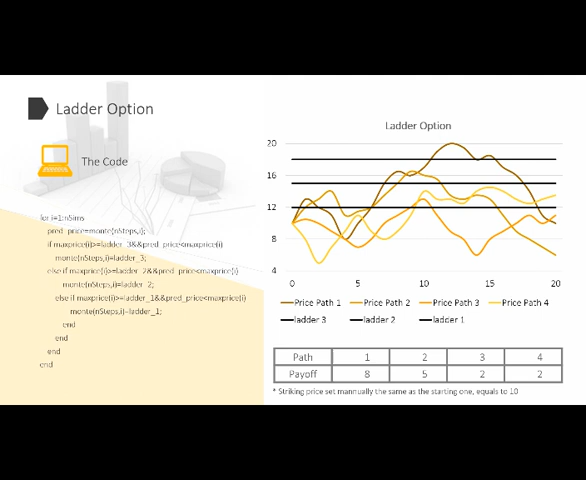 Ladder Option
The Code
for i=1:nSims
pred_price=monte(nSteps,i);
if maxprice(i)>=ladder_3&&pred_price<maxprice(i)
monte(nSteps,i)=ladder_3;
else if maxprice(i)>=ladder_2&&pred_price<maxprice(i)
monte(nSteps,i)=ladder_2;
else if maxprice(i)>=ladder_1&&pred_price<maxprice(i)
monte(nSteps,i)=ladder_1;
end
end
end
end
Ladder Option
20
16
12
8
4
0 5 10 15 20
Price Path 1 Price Path 2 Price Path 3 Price Path 4
ladder 3 ladder 2 ladder 1
Path 1 2 3 4
Payoff 8 5 2 2
* Striking price set mannually the same as the starting one, equals to 10